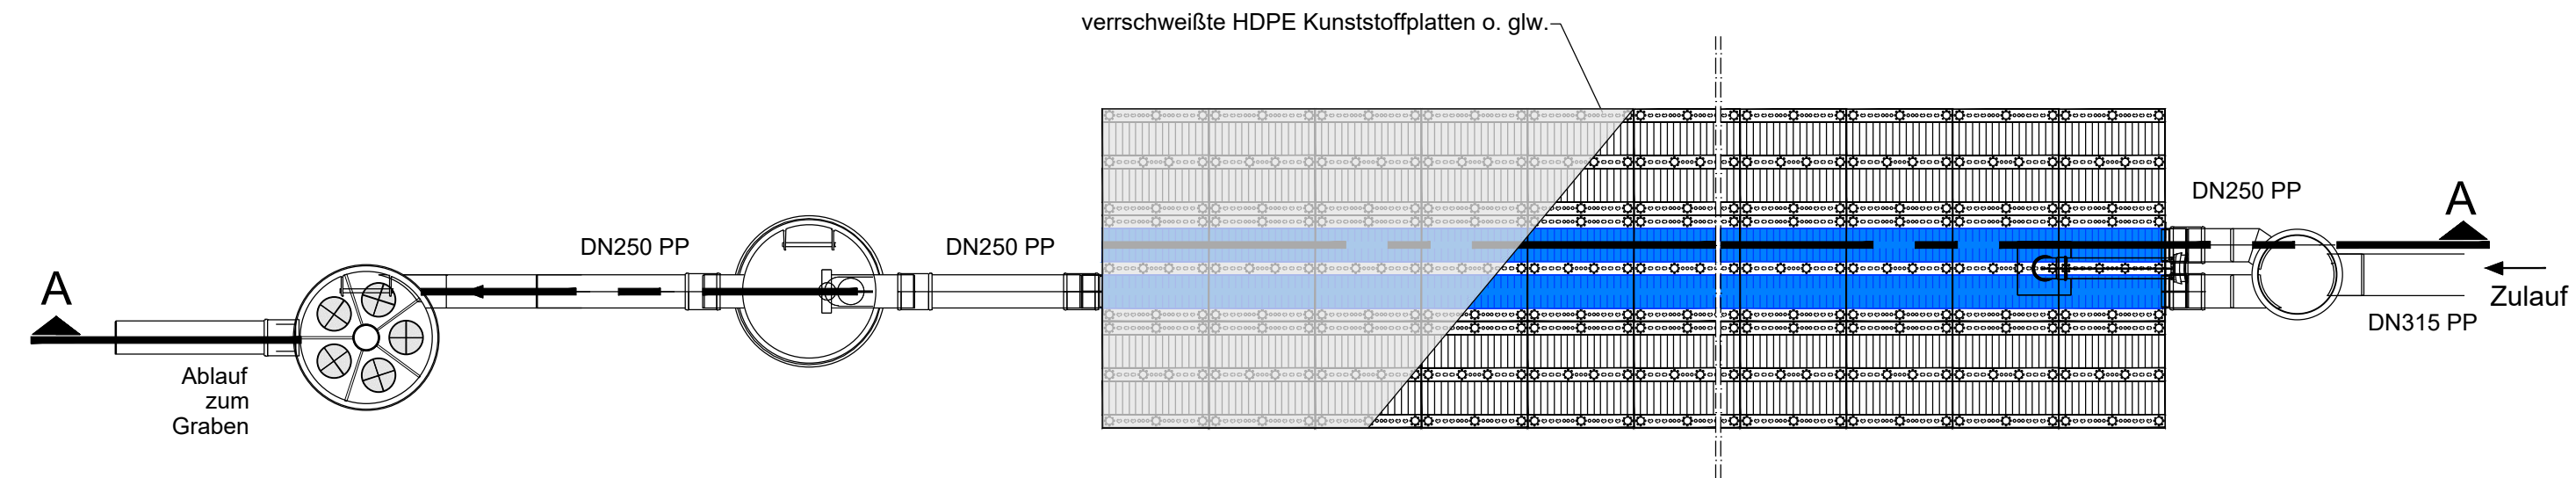 verrschweißte HDPE Kunststoffplatten o. glw.
DN250 PP
A
DN250 PP
DN250 PP
A
Zulauf
DN315 PP
Ablauf
zum
Graben